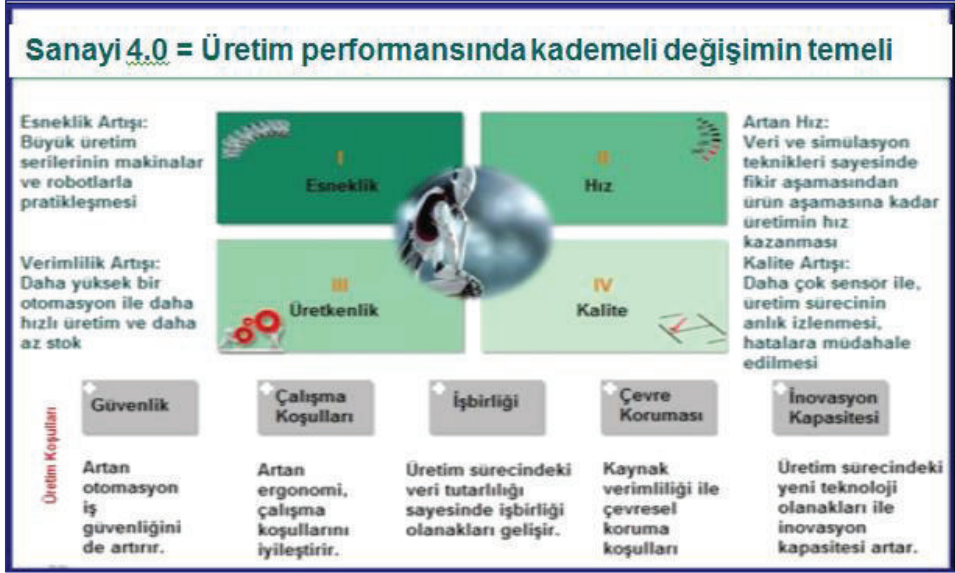 Sanayi 4.0 = Üretim performansında kademeli değişimin temeli
Esneklik Artışı:
Büyük üretim
serilerinin makinalar
ve robotlarla
pratikleşmesi
I
Esneklik
II
Hız
Artan Hız:
Veri ve simülasyon
teknikleri sayesinde
fikir aşamasından
ürün aşamasına kadar
üretimin hız
kazanması
Verimlilik Artışı:
Daha yüksek bir
otomasyon ile daha
hızlı üretim ve daha
az stok
III
Üretkenlik
IV
Kalite
Kalite Artışı:
Daha çok sensor ile,
üretim sürecinin
anlık izlenmesi,
hatalara müdahale
edilmesi
Üretim Koşulları
Güvenlik
Çalışma
Koşulları
İşbirliği
Çevre
Koruması
İnovasyon
Kapasitesi
Artan
otomasyon
iş
güvenliğini
de artırır.
Artan
ergonomi,
çalışma
koşullarını
iyileştirir.
Üretim sürecindeki
veri tutarlılığı
sayesinde işbirliği
olanakları gelişir.
Kaynak
verimliliği ile
çevresel
koruma
koşulları
Üretim sürecindeki
yeni teknoloji
olanakları ile
inovasyon
kapasitesi artar.